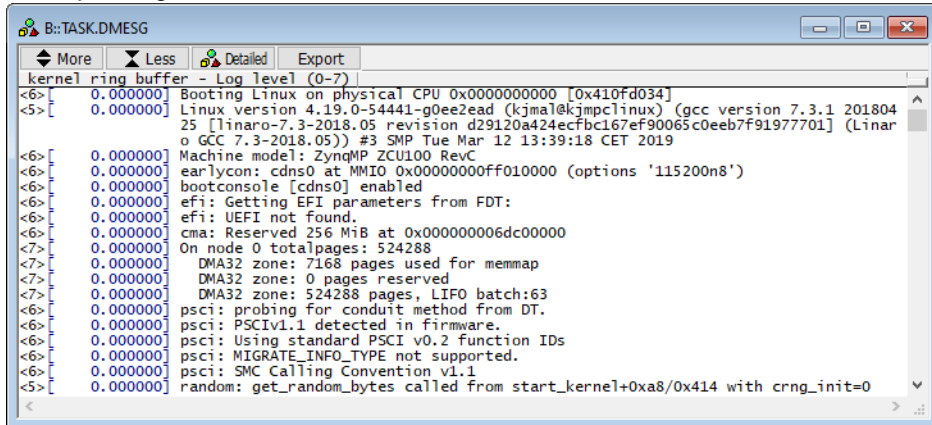 B::TASK.DMESG
More Less Detailed Export
kernel ring buffer - Log level (0-7)
<6>[    0.000000] Booting Linux on physical CPU 0x0000000000 [0x410fd034]
<5>[    0.000000] Linux version 4.19.0-54441-g0ee2ead (kjmal@kjmpclinux) (gcc version 7.3.1 201804
25 [linaro-7.3-2018.05 revision d29120a424ecfbc167ef90065c0eeb7f91977701] (Linar
o GCC 7.3-2018.05)) #3 SMP Tue Mar 12 13:39:18 CET 2019
<6>[    0.000000] Machine model: ZynqMP ZCU100 RevC
<6>[    0.000000] earlycon: cdns0 at MMIO 0x00000000ff010000 (options '115200n8')
<6>[    0.000000] bootconsole [cdns0] enabled
<6>[    0.000000] efi: Getting EFI parameters from FDT:
<6>[    0.000000] efi: UEFI not found.
<6>[    0.000000] cma: Reserved 256 MiB at 0x000000006dc00000
<7>[    0.000000] On node 0 totalpages: 524288
<7>[    0.000000]   DMA32 zone: 7168 pages used for memmap
<7>[    0.000000]   DMA32 zone: 0 pages reserved
<7>[    0.000000]   DMA32 zone: 524288 pages, LIFO batch:63
<6>[    0.000000] psci: probing for conduit method from DT.
<6>[    0.000000] psci: PSCIv1.1 detected in firmware.
<6>[    0.000000] psci: Using standard PSCI v0.2 function IDs
<6>[    0.000000] psci: MIGRATE_INFO_TYPE not supported.
<6>[    0.000000] psci: SMC Calling Convention v1.1
<5>[    0.000000] random: get_random_bytes called from start_kernel+0xa8/0x414 with crng_init=0